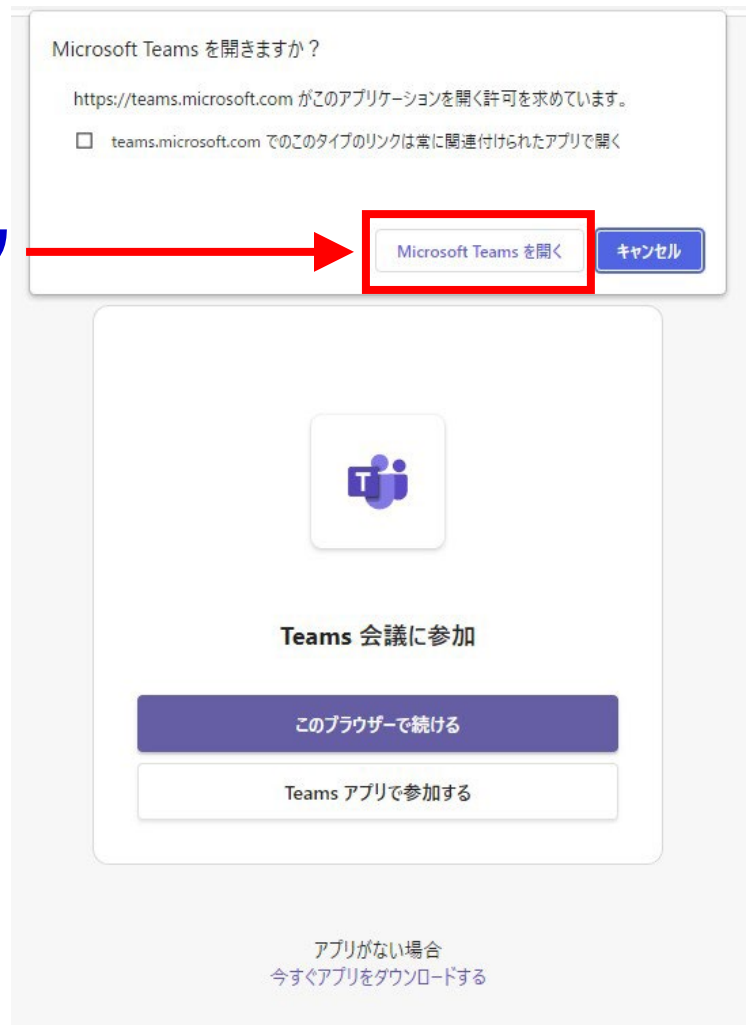 Microsoft Teams を開きますか？
https://teams.microsoft.com がこのアプリケーションを開く許可を求めています。
teams.microsoft.com でのこのタイプのリンクは常に関連付けられたアプリで開く
Microsoft Teams を開く キャンセル
Teams 会議に参加
このブラウザーで続ける
Teams アプリで参加する
アプリがない場合
今すぐアプリをダウンロードする